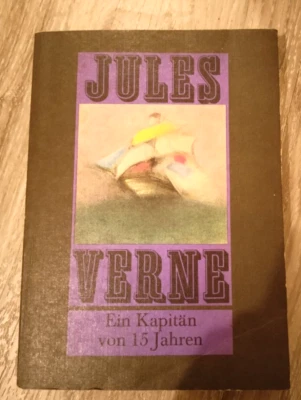 JULES
VERNE
Ein Kapitän
von 15 Jahren